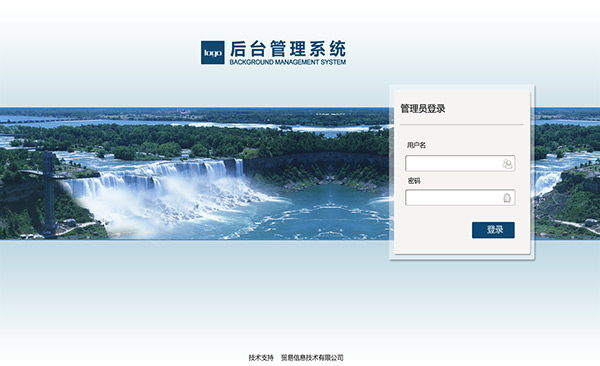 logo
后台管理系统
BACKGROUND MANAGEMENT SYSTEM
管理员登录
用户名
密码
登录
技术支持 贸易信息技术有限公司